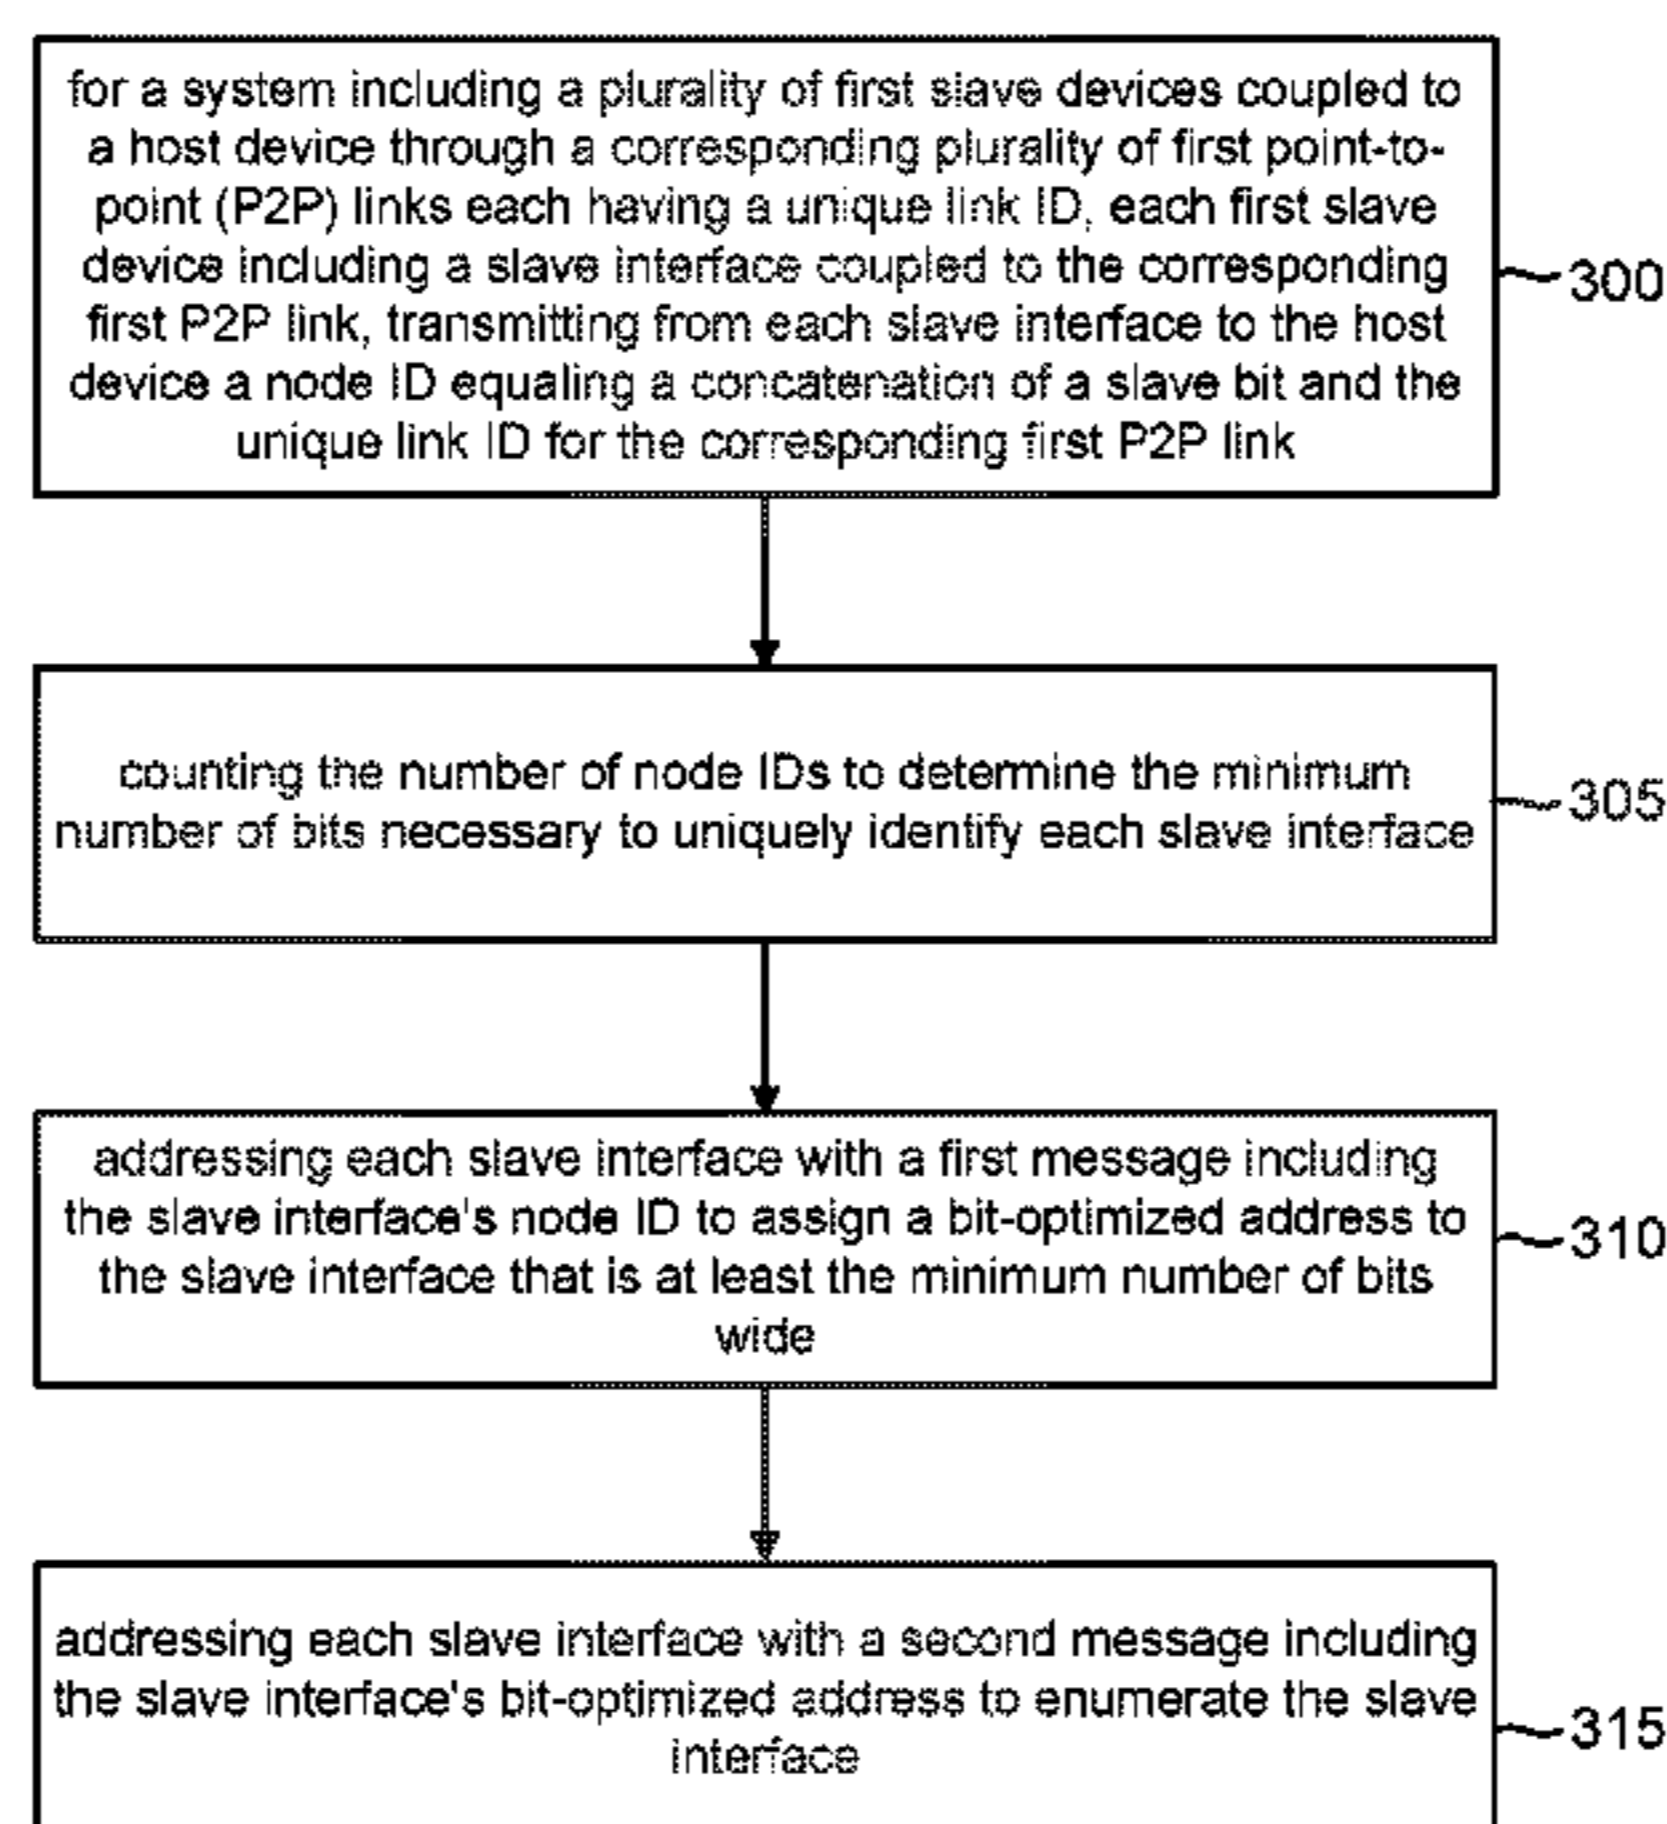 for a system including a plurality of first slave devices coupled to
a host device through a corresponding plurality of first point-to-
point (P2P) links each having a unique link ID, each first slave
device including a slave interface coupled to the corresponding
first P2P link, transmitting from each slave interface to the host
device a node ID equaling a concatenation of a slave bit and the
unique link ID for the corresponding first P2P link
300
counting the number of node IDs to determine the minimum
number of bits necessary to uniquely identify each slave interface
305
addressing each slave interface with a first message including
the slave interface's node ID to assign a bit-optimized address to
the slave interface that is at least the minimum number of bits
wide
310
addressing each slave interface with a second message including
the slave interface's bit-optimized address to enumerate the slave
interface
315